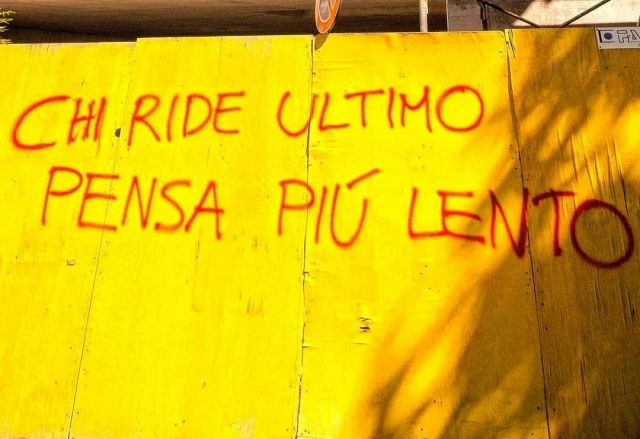 CHI RIDE ULTIMO
PENSA PIÚ LENTO